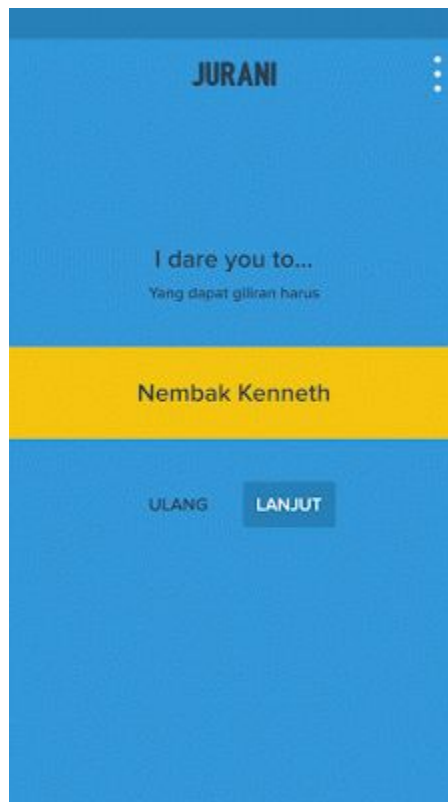 JURANI
I dare you to...
Yang dapat giliran harus
Nembak Kenneth
ULANG LANJUT